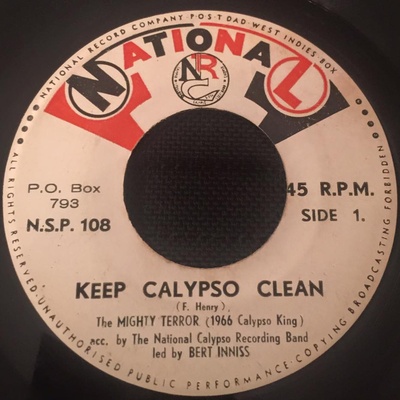 NATIONAL RECORD COMPANY POST DAD. WEST INDIES BOX
NATIONAL
NRC
P.O. Box
793
N.S.P. 108
45 R.P.M.
SIDE 1.
KEEP CALYPSO CLEAN
(F. Henry),
The MIGHTY TERROR (1966 Calypso King)
acc. by The National Calypso Recording Band
led by BERT INNISS
ALL RIGHTS RESERVED·UNAUTHORISED PUBLIC PERFORMANCE·COPYING BROADCASTING FORBIDDEN